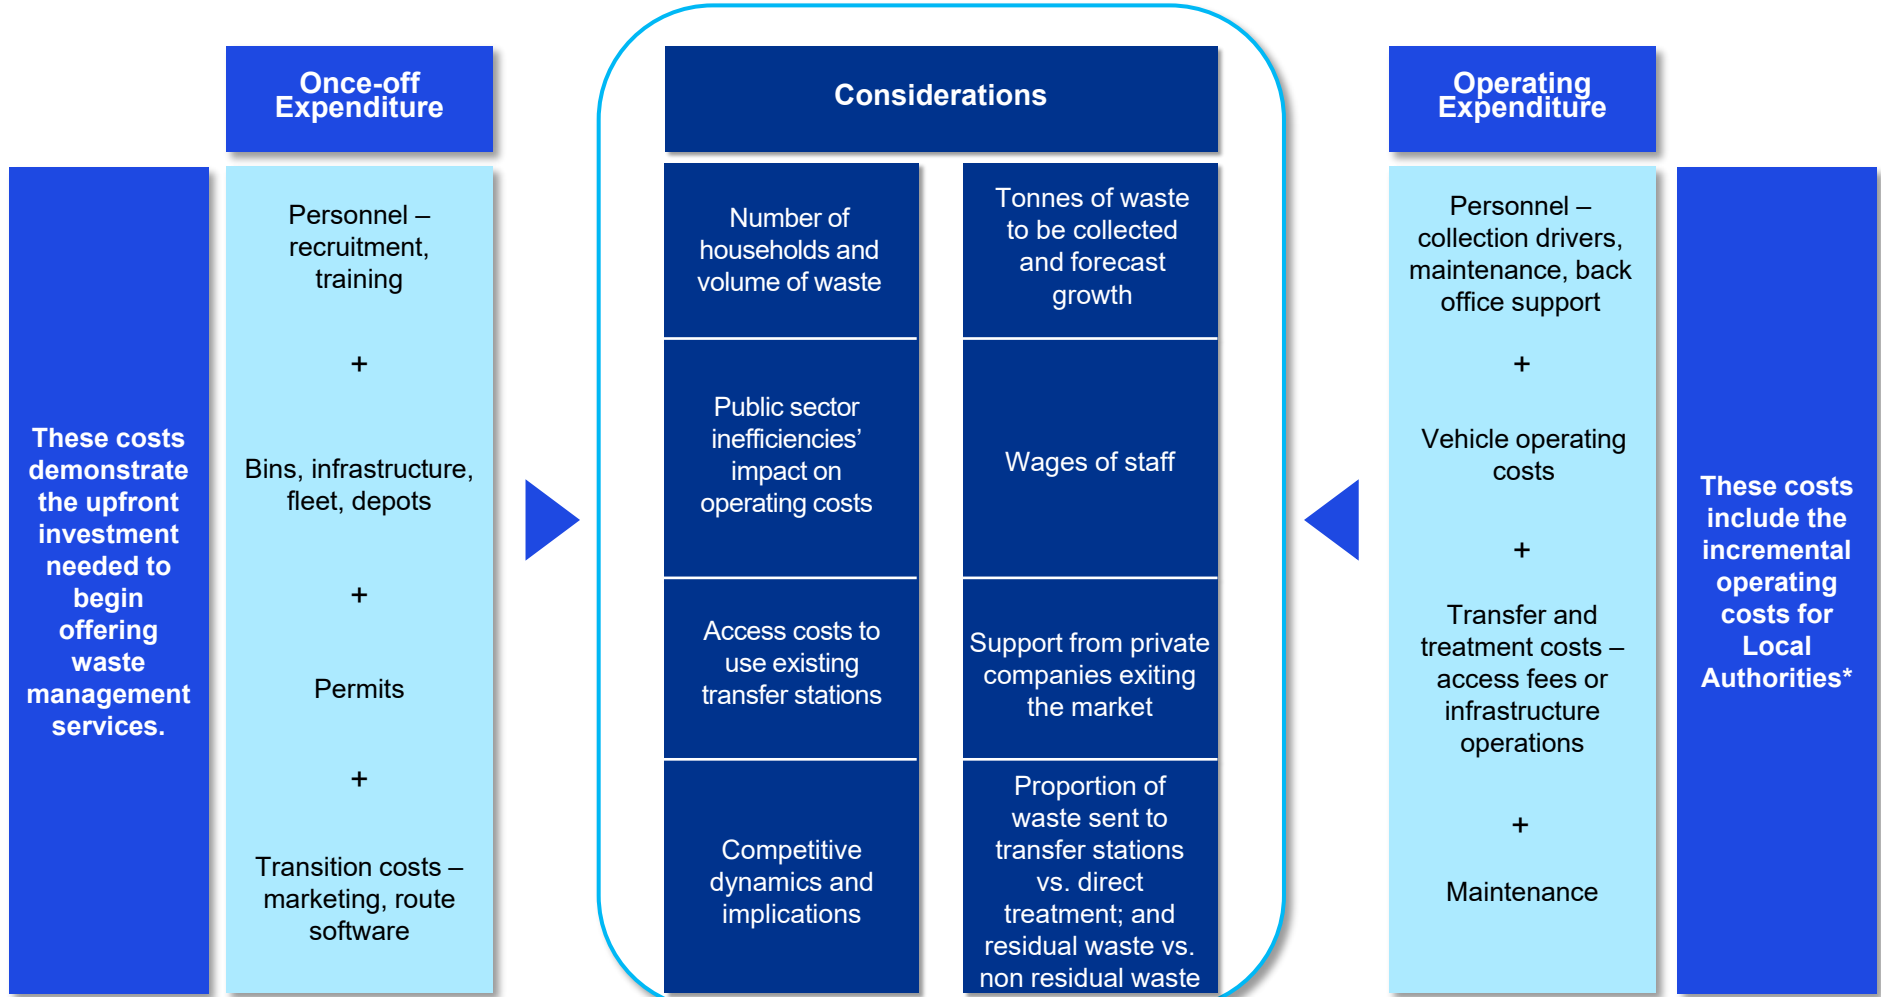 Once-off
Expenditure
Considerations
Operating
Expenditure
These costs
demonstrate
the upfront
investment
needed to
begin
offering
waste
management
services.
Personnel –
recruitment,
training
+
Bins, infrastructure,
fleet, depots
+
Permits
+
Transition costs –
marketing, route
software
Number of
households and
volume of waste
Tonnes of waste
to be collected
and forecast
growth
Public sector
inefficiencies’
impact on
operating costs
Wages of staff
Access costs to
use existing
transfer stations
Support from private
companies exiting
the market
Competitive
dynamics and
implications
Proportion of
waste sent to
transfer stations
vs. direct
treatment; and
residual waste vs.
non residual waste
Personnel –
collection drivers,
maintenance, back
office support
+
Vehicle operating
costs
+
Transfer and
treatment costs –
access fees or
infrastructure
operations
+
Maintenance
These costs
include the
incremental
operating
costs for
Local
Authorities*